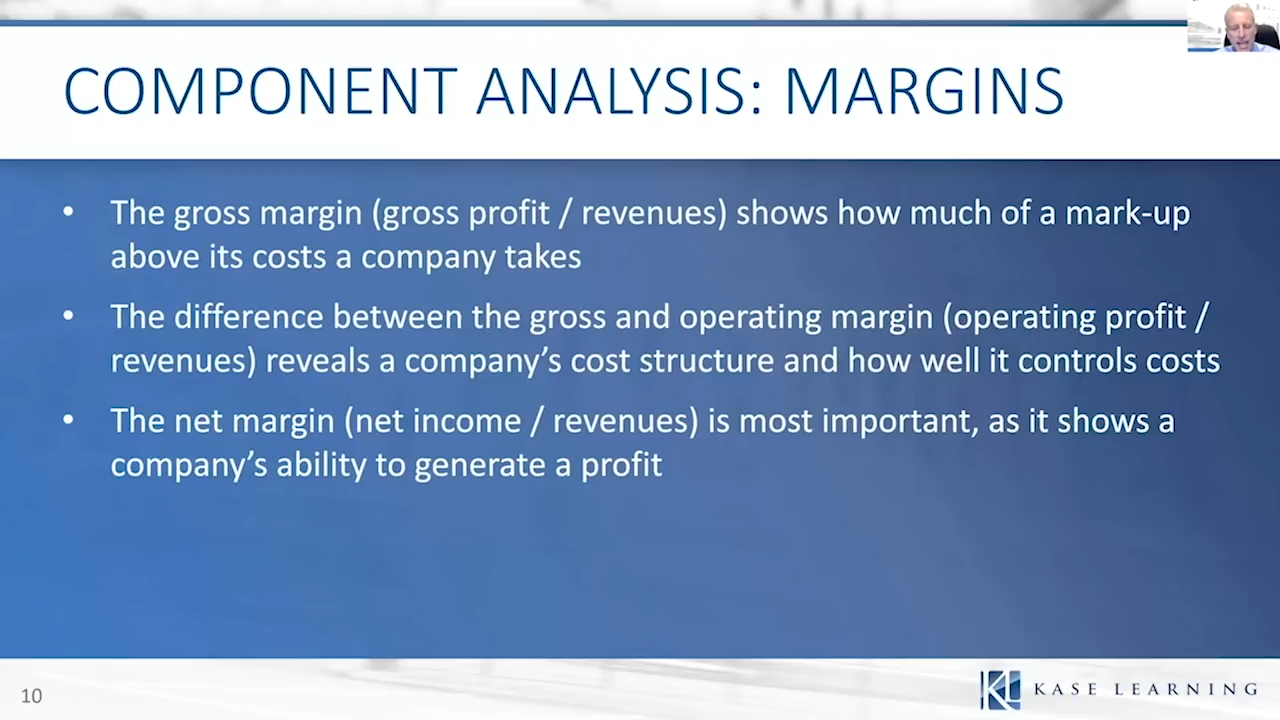 COMPONENT ANALYSIS: MARGINS
• The gross margin (gross profit / revenues) shows how much of a mark-up
above its costs a company takes
• The difference between the gross and operating margin (operating profit /
revenues) reveals a company’s cost structure and how well it controls costs
• The net margin (net income / revenues) is most important, as it shows a
company’s ability to generate a profit
10
KL KASE LEARNING